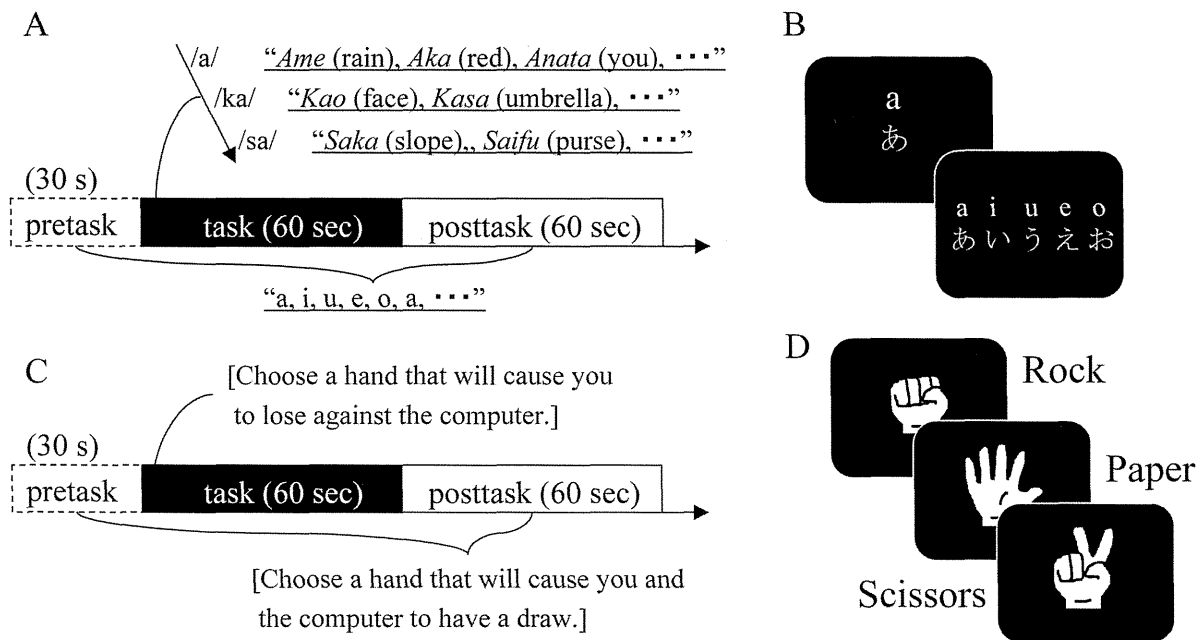 A
/a/ “Ame (rain), Aka (red), Anata (you), ···”
/ka/ “Kao (face), Kasa (umbrella), ···”
/sa/ “Saka (slope),, Saifu (purse), ···”
(30 s)
pretask task (60 sec) posttask (60 sec)
“a, i, u, e, o, a, ···”
B
a
あ
a i u e o
あ い う え お
C
[Choose a hand that will cause you
to lose against the computer.]
(30 s)
pretask task (60 sec) posttask (60 sec)
[Choose a hand that will cause you and
the computer to have a draw.]
D
Rock
Paper
Scissors